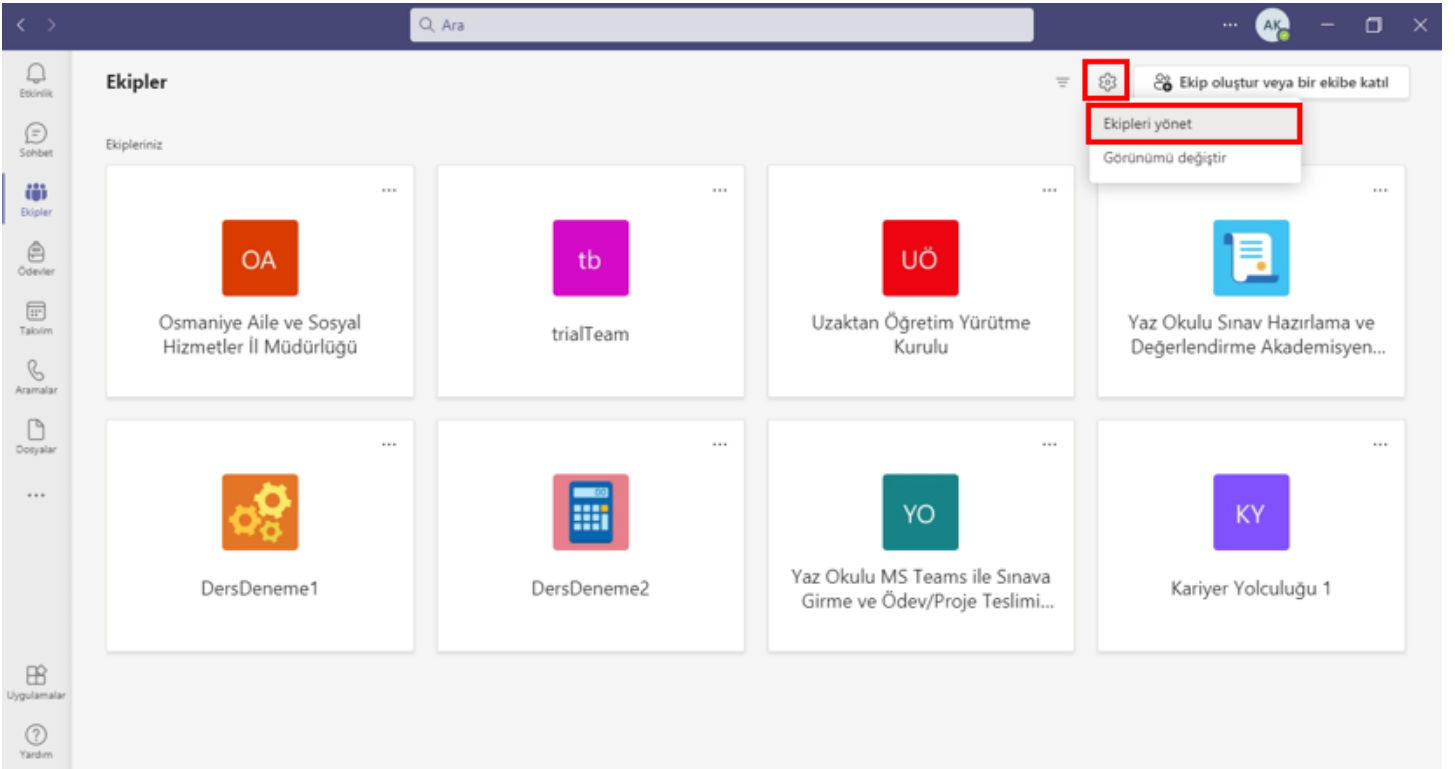 Ara
AK
Etkinlik
Sohbet
Ekipler
Ödevler
Takvim
Aramalar
Dosyalar
Uygulamalar
Yardım
Ekipler
Ekip oluştur veya bir ekibe katıl
Ekipleri yönet
Görünümü değiştir
Ekipleriniz
OA
Osmaniye Aile ve Sosyal
Hizmetler İl Müdürlüğü
tb
trialTeam
UÖ
Uzaktan Öğretim Yürütme
Kurulu
Yaz Okulu Sınav Hazırlama ve
Değerlendirme Akademisyen...
DersDeneme1
DersDeneme2
YO
Yaz Okulu MS Teams ile Sınava
Girme ve Ödev/Proje Teslimi...
KY
Kariyer Yolculuğu 1